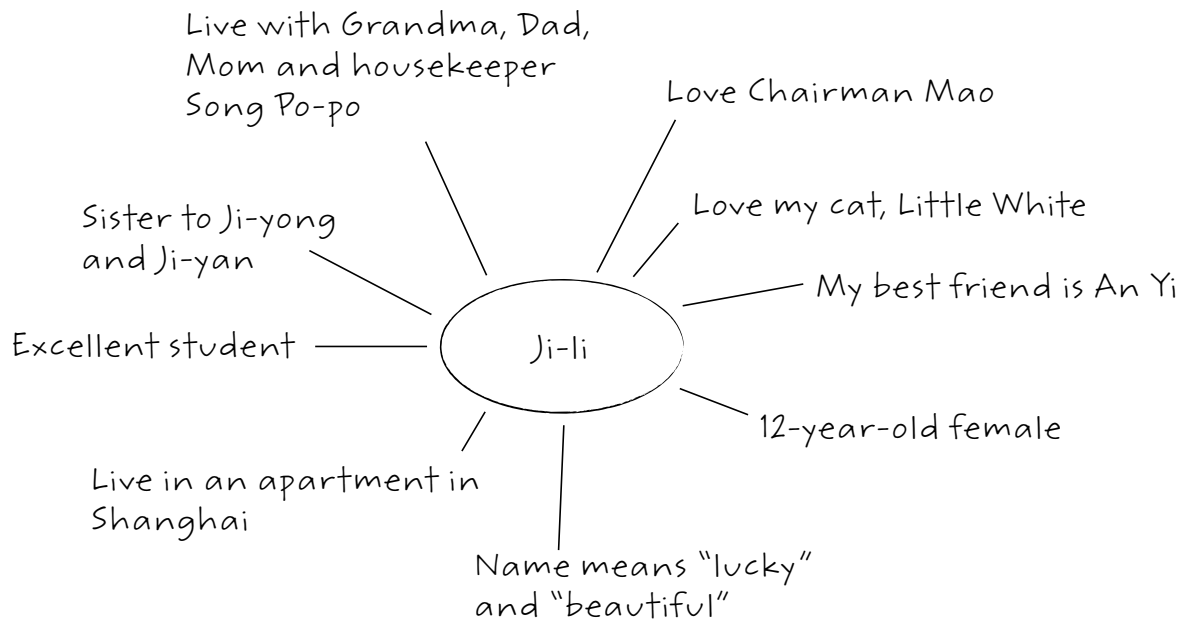 Live with Grandma, Dad,
Mom and housekeeper
Song Po-po
Love Chairman Mao
Love my cat, Little White
Sister to Ji-yong
and Ji-yan
My best friend is An Yi
Excellent student
Ji-li
12-year-old female
Live in an apartment in
Shanghai
Name means “lucky”
and “beautiful”